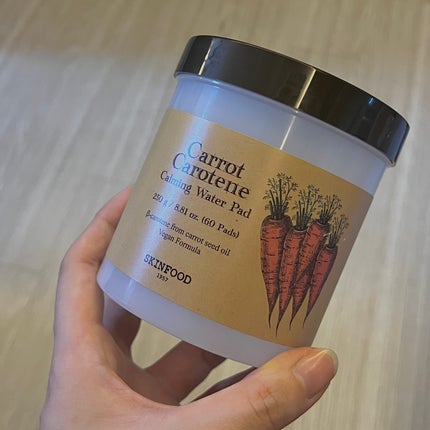 Carrot
Carotene
Calming Water Pad
250 g / 8.81 oz. (60 Pads)
β-carotene from carrot seed oil
Vegan Formula
SKINFOOD
1957